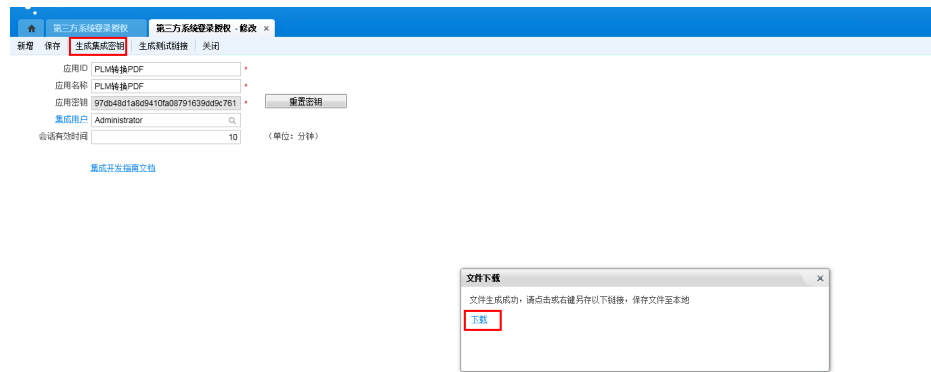 第三方系统登录授权 第三方系统登录授权 - 修改 ×
新增 保存 生成集成密钥 生成测试链接 关闭
应用ID PLM转换PDF *
应用名称 PLM转换PDF *
应用密钥 97db48d1a8d9410fa08791639dd9c761 * 重置密钥
集成用户 Administrator
会话有效时间 10 (单位：分钟)
集成开发指南文档
文件下载 ×
文件生成成功，请点击或右键另存以下链接，保存文件至本地
下载